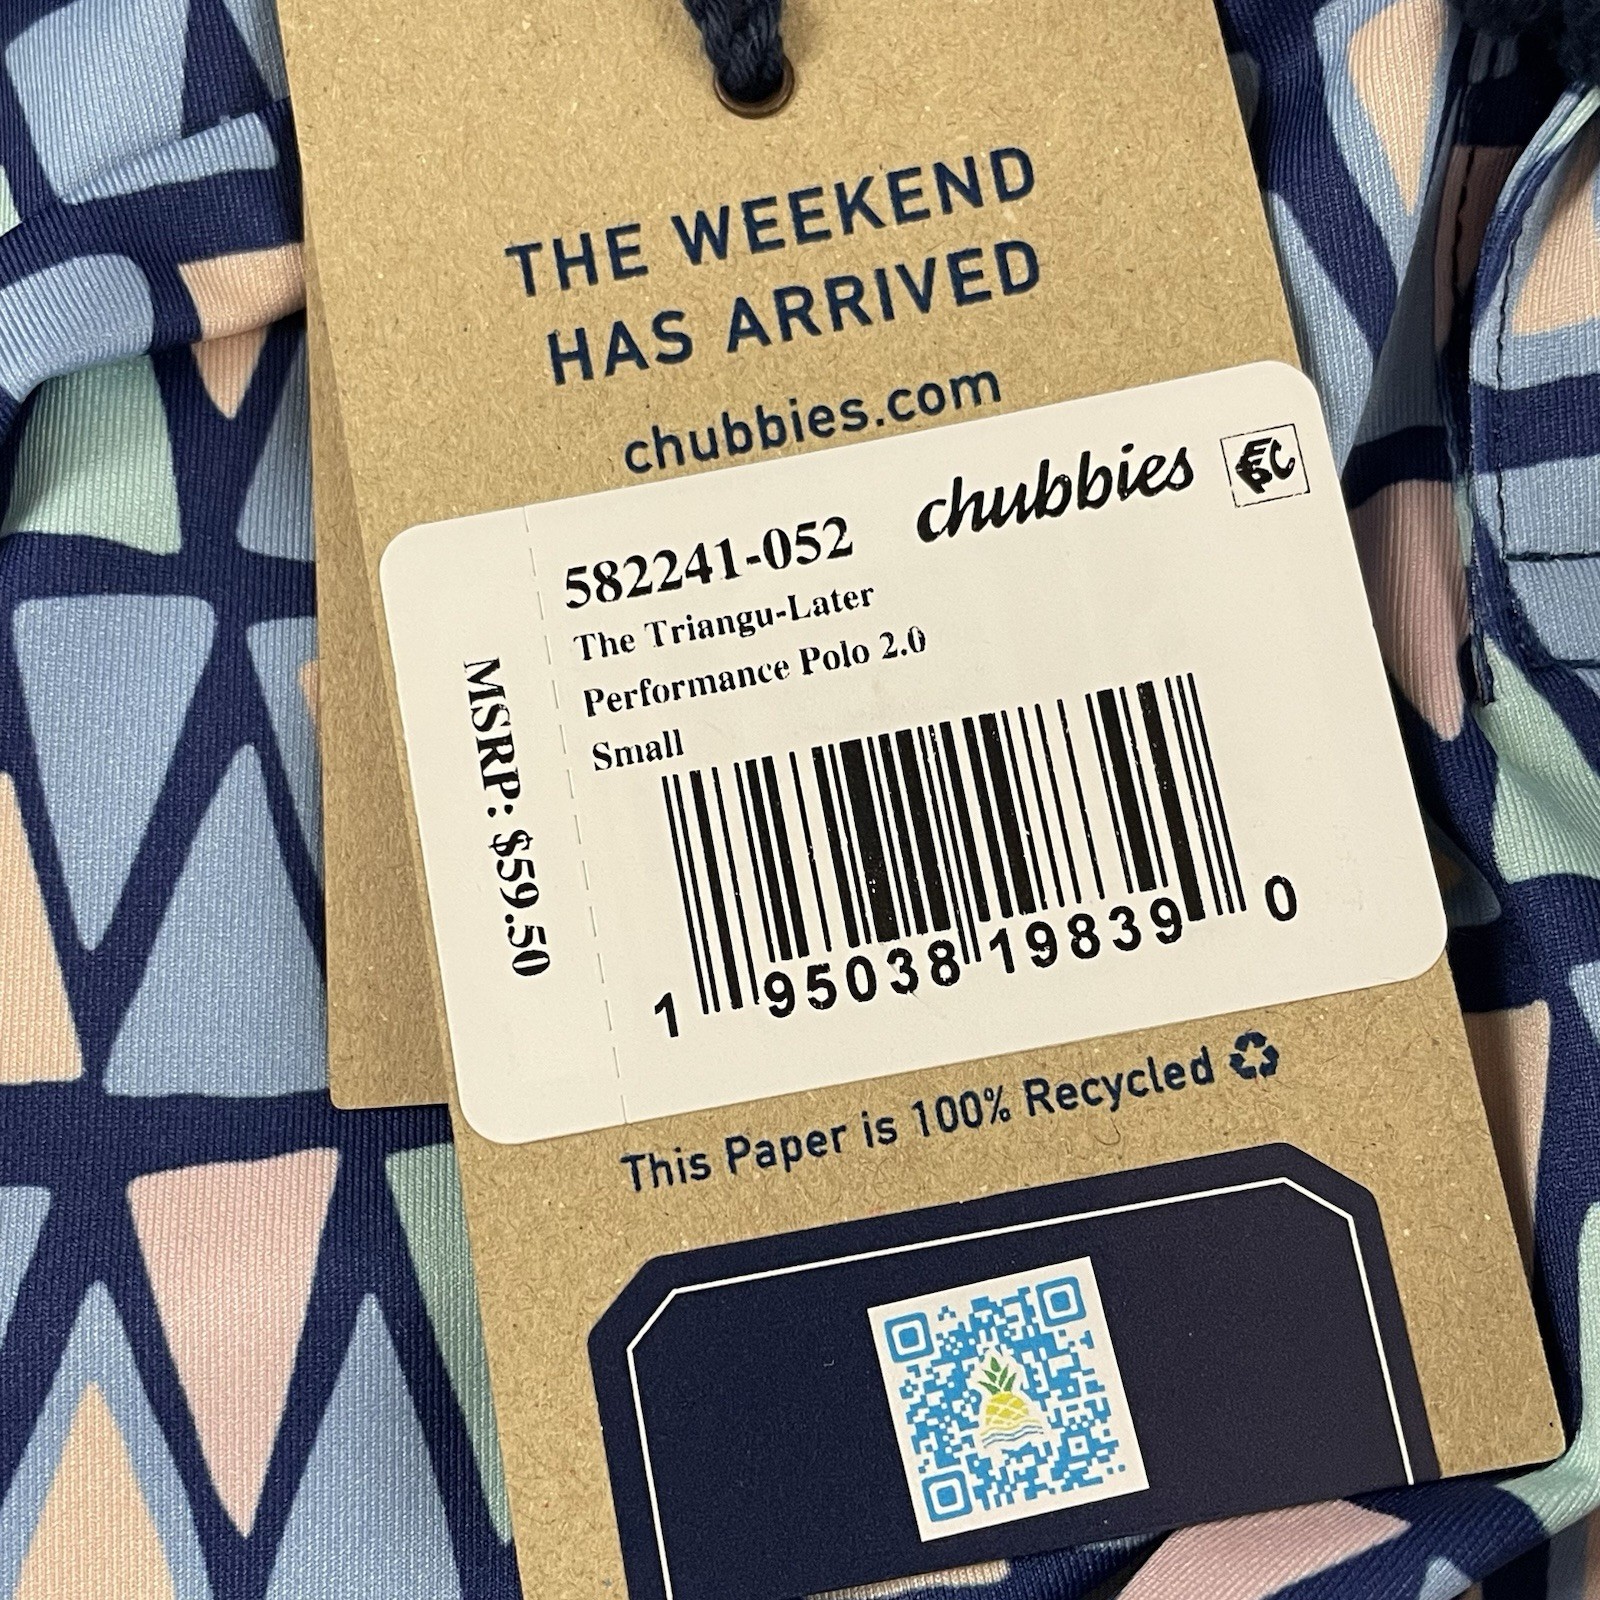 THE WEEKEND
HAS ARRIVED
chubbies.com
chubbies
582241-052
The Triangu-Later
Performance Polo 2.0
Small
MSRP: $59.50
1 95038 19839 0
This Paper is 100% Recycled